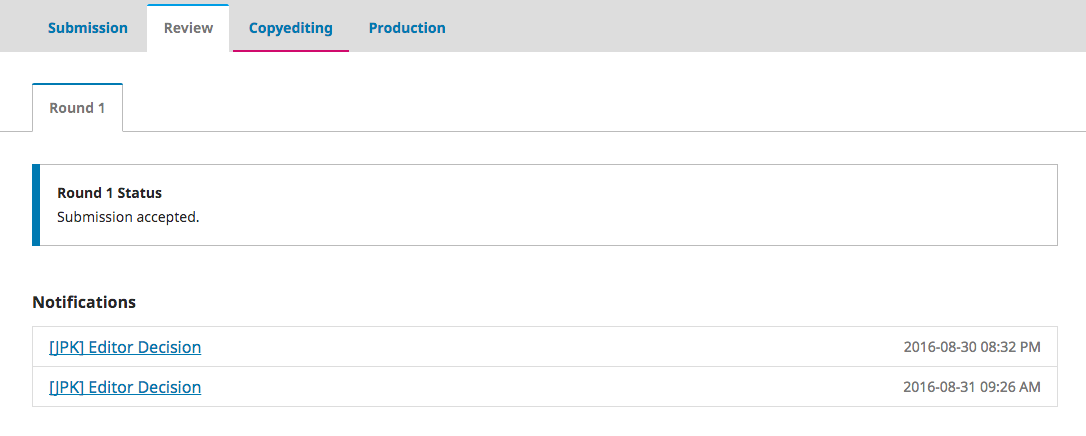 Submission Review Copyediting Production
Round 1
Round 1 Status
Submission accepted.
Notifications
[JPK] Editor Decision 2016-08-30 08:32 PM
[JPK] Editor Decision 2016-08-31 09:26 AM